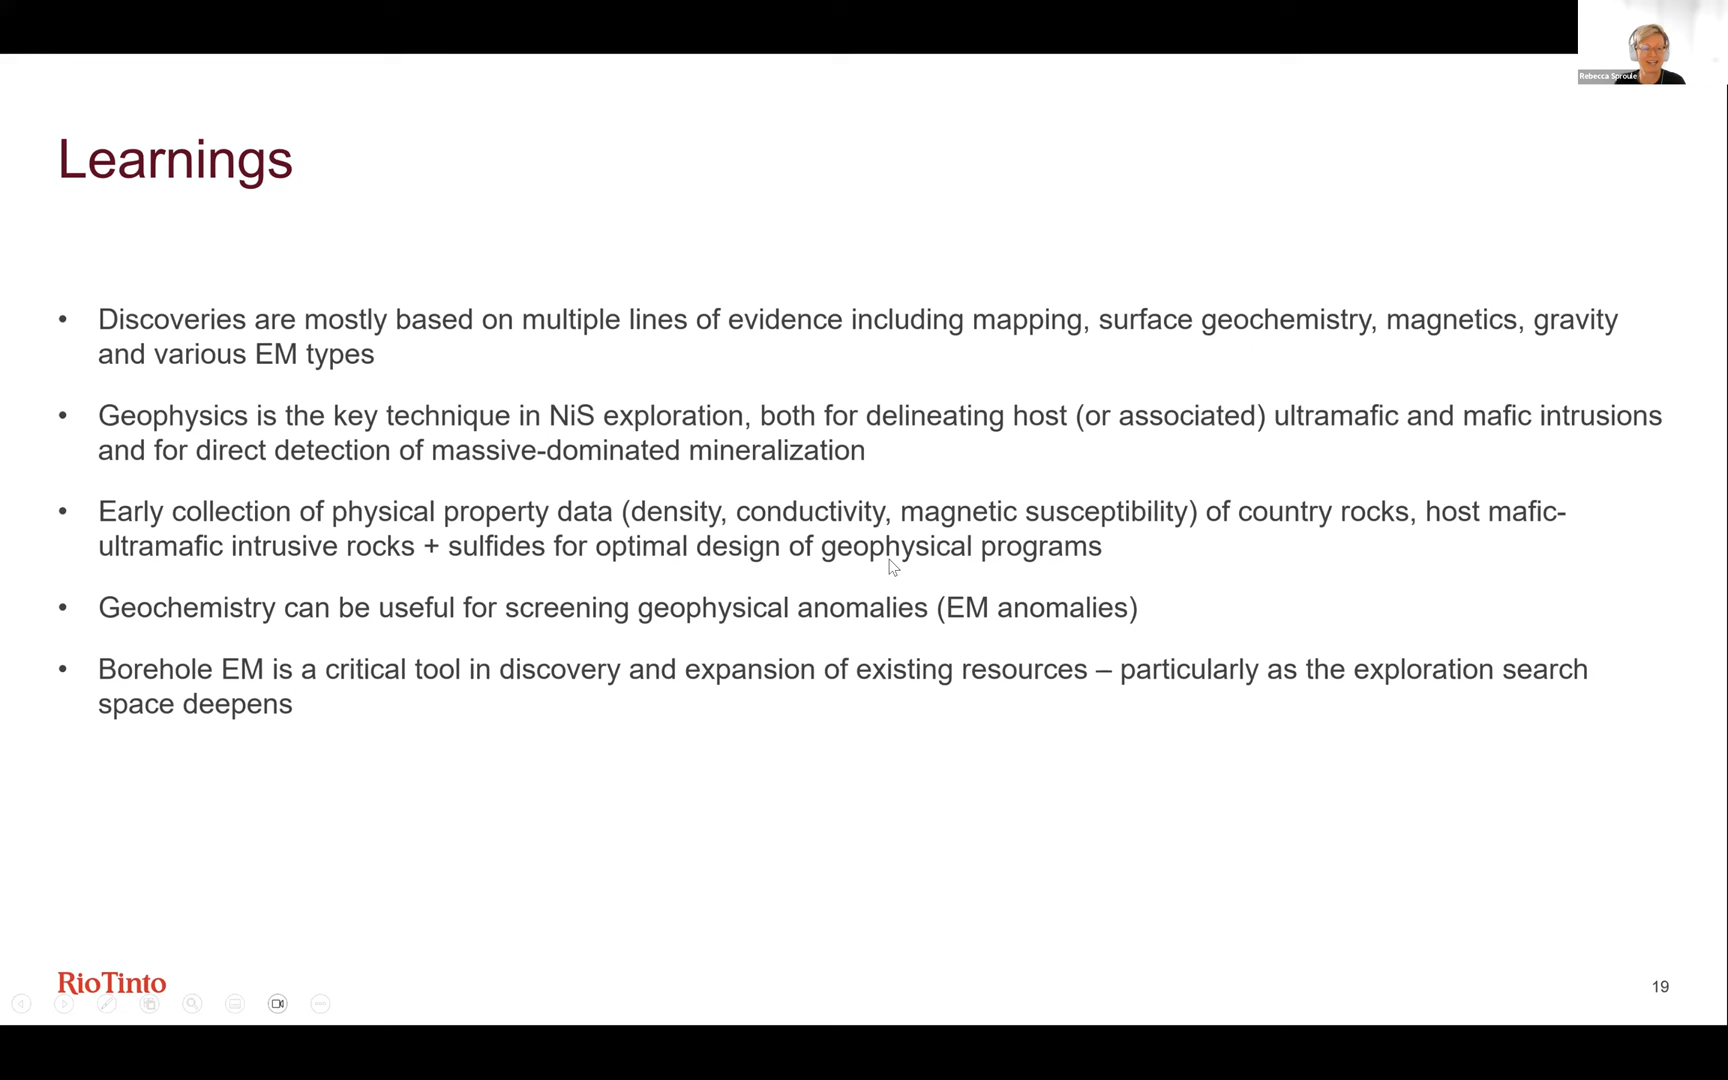 Rebecca Sproule
Learnings
• Discoveries are mostly based on multiple lines of evidence including mapping, surface geochemistry, magnetics, gravity
and various EM types
• Geophysics is the key technique in NiS exploration, both for delineating host (or associated) ultramafic and mafic intrusions
and for direct detection of massive-dominated mineralization
• Early collection of physical property data (density, conductivity, magnetic susceptibility) of country rocks, host mafic-
ultramafic intrusive rocks + sulfides for optimal design of geophysical programs
• Geochemistry can be useful for screening geophysical anomalies (EM anomalies)
• Borehole EM is a critical tool in discovery and expansion of existing resources – particularly as the exploration search
space deepens
RioTinto
19